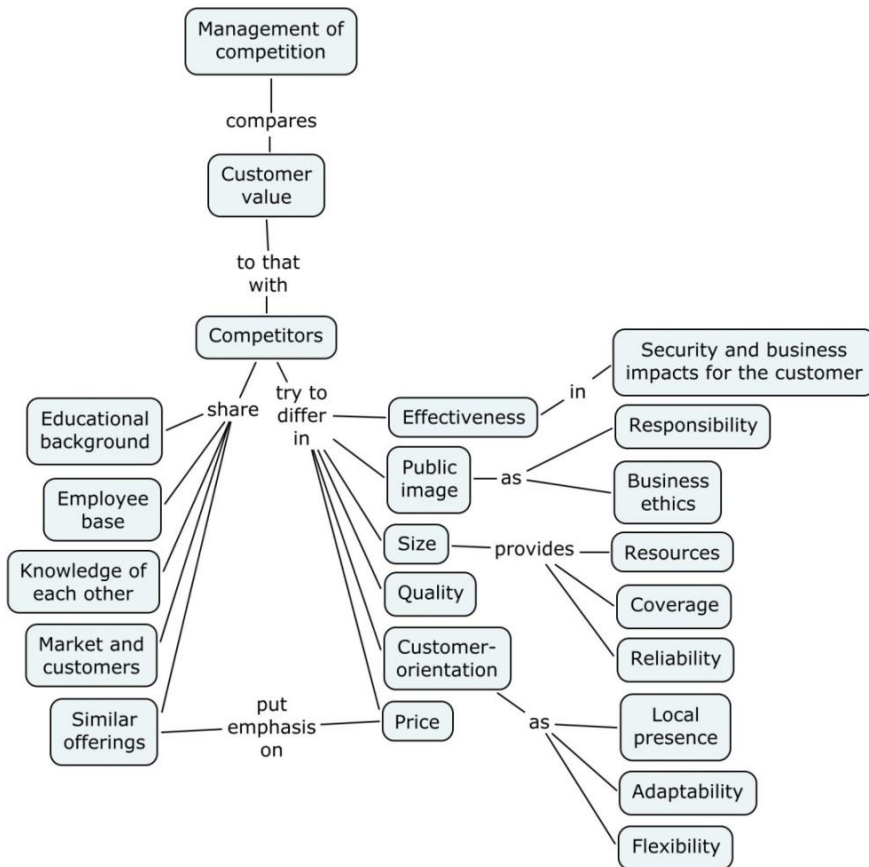 Management of
competition
compares
Customer
value
to that
with
Competitors
share
try to
differ
in
Educational
background
Employee
base
Knowledge of
each other
Market and
customers
Similar
offerings
put
emphasis
on
Effectiveness
in
Security and business
impacts for the customer
Public
image
as
Responsibility
Business
ethics
Size
provides
Resources
Coverage
Reliability
Quality
Customer-
orientation
as
Local
presence
Adaptability
Flexibility
Price